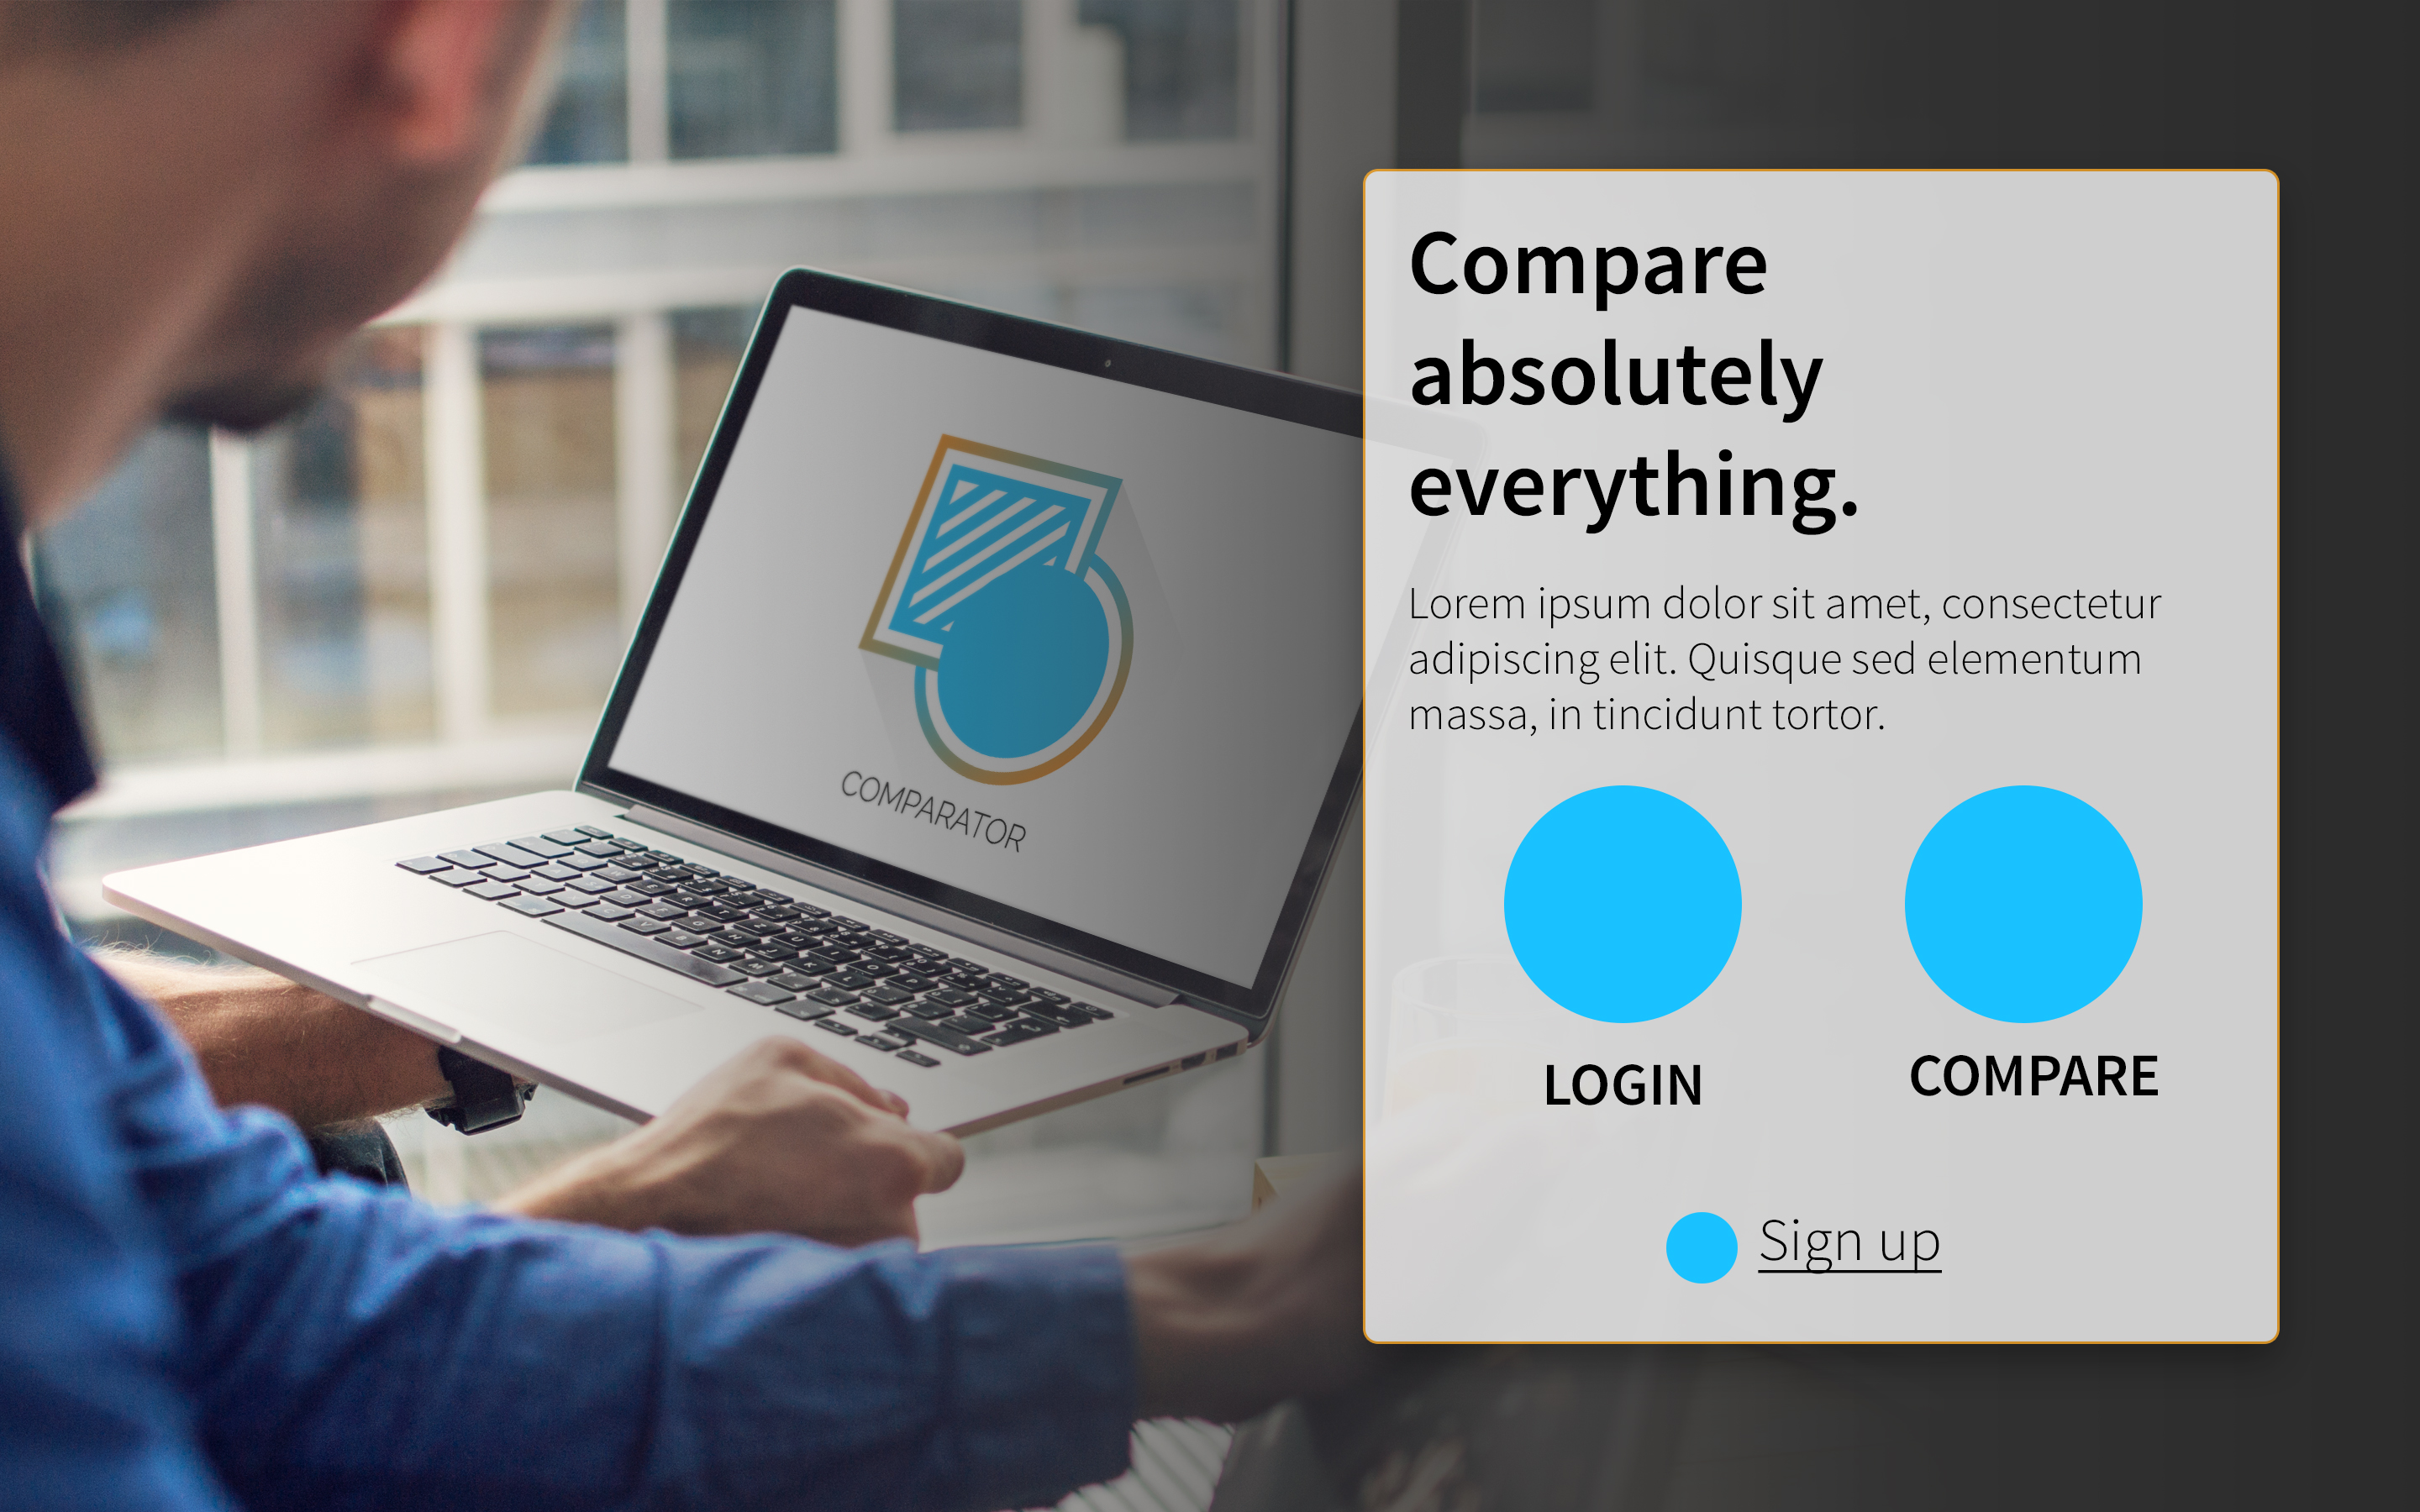 Compare
absolutely
everything.
Lorem ipsum dolor sit amet, consectetur
adipiscing elit. Quisque sed elementum
massa, in tincidunt tortor.
LOGIN
COMPARE
Sign up
COMPARATOR